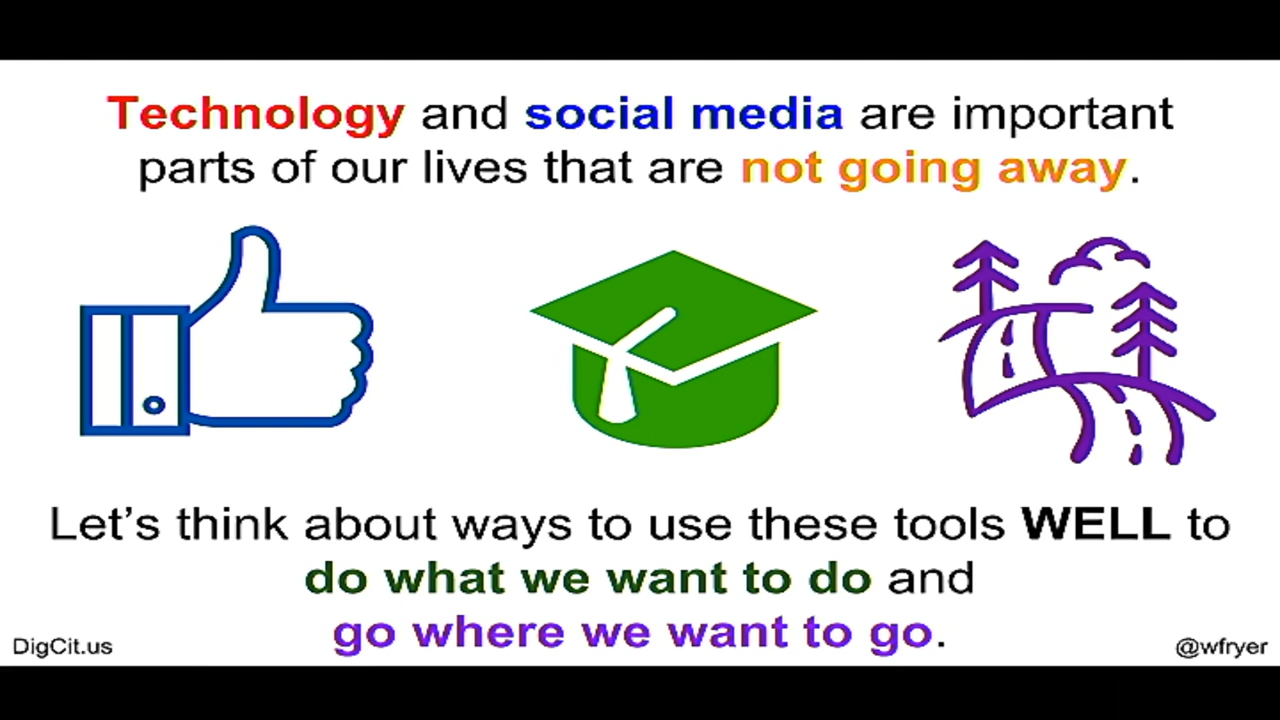 Technology and social media are important
parts of our lives that are not going away.
Let’s think about ways to use these tools WELL to
do what we want to do and
go where we want to go.
DigCit.us
@wfryer